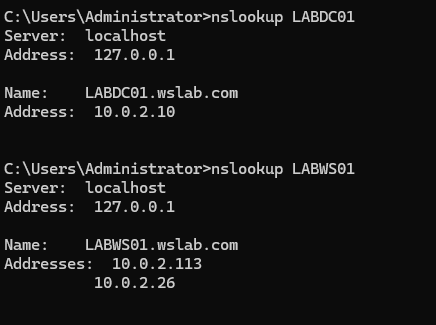 C:\Users\Administrator>nslookup LABDC01
Server:  localhost
Address:  127.0.0.1

Name:    LABDC01.wslab.com
Address:  10.0.2.10

C:\Users\Administrator>nslookup LABWS01
Server:  localhost
Address:  127.0.0.1

Name:    LABWS01.wslab.com
Addresses:  10.0.2.113
          10.0.2.26